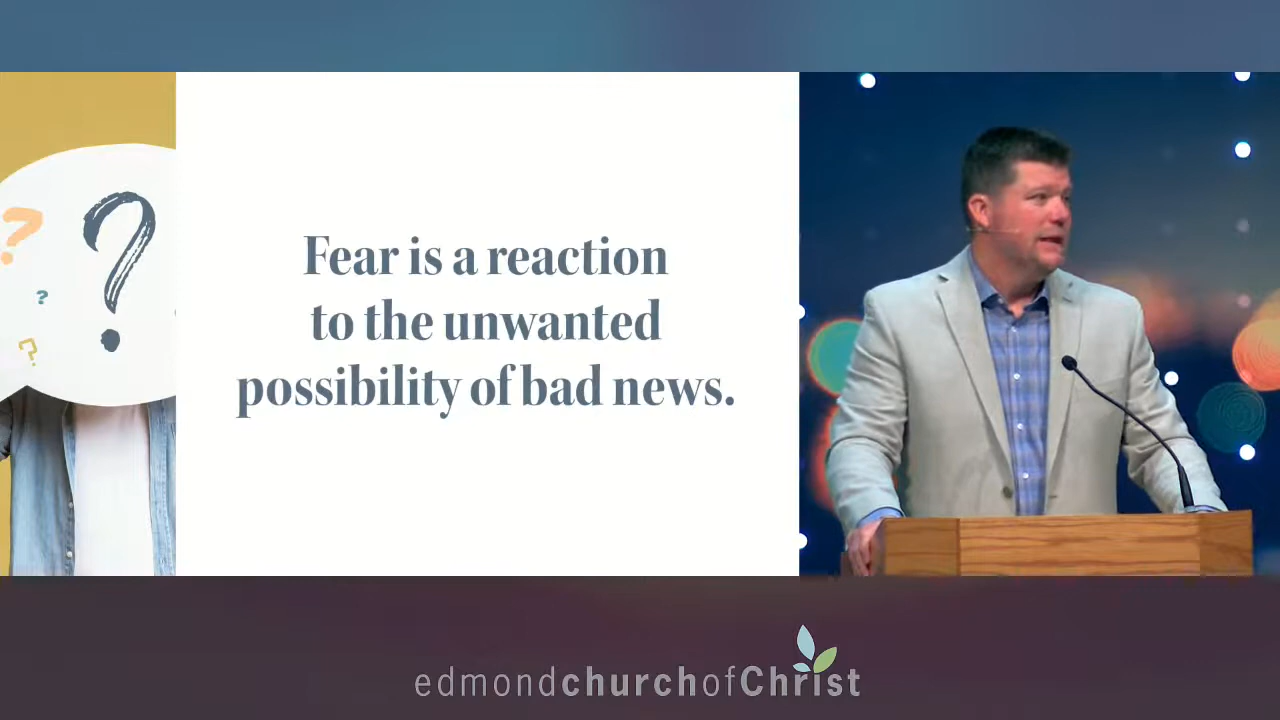 Fear is a reaction
to the unwanted
possibility of bad news.
edmondchurchofChrist